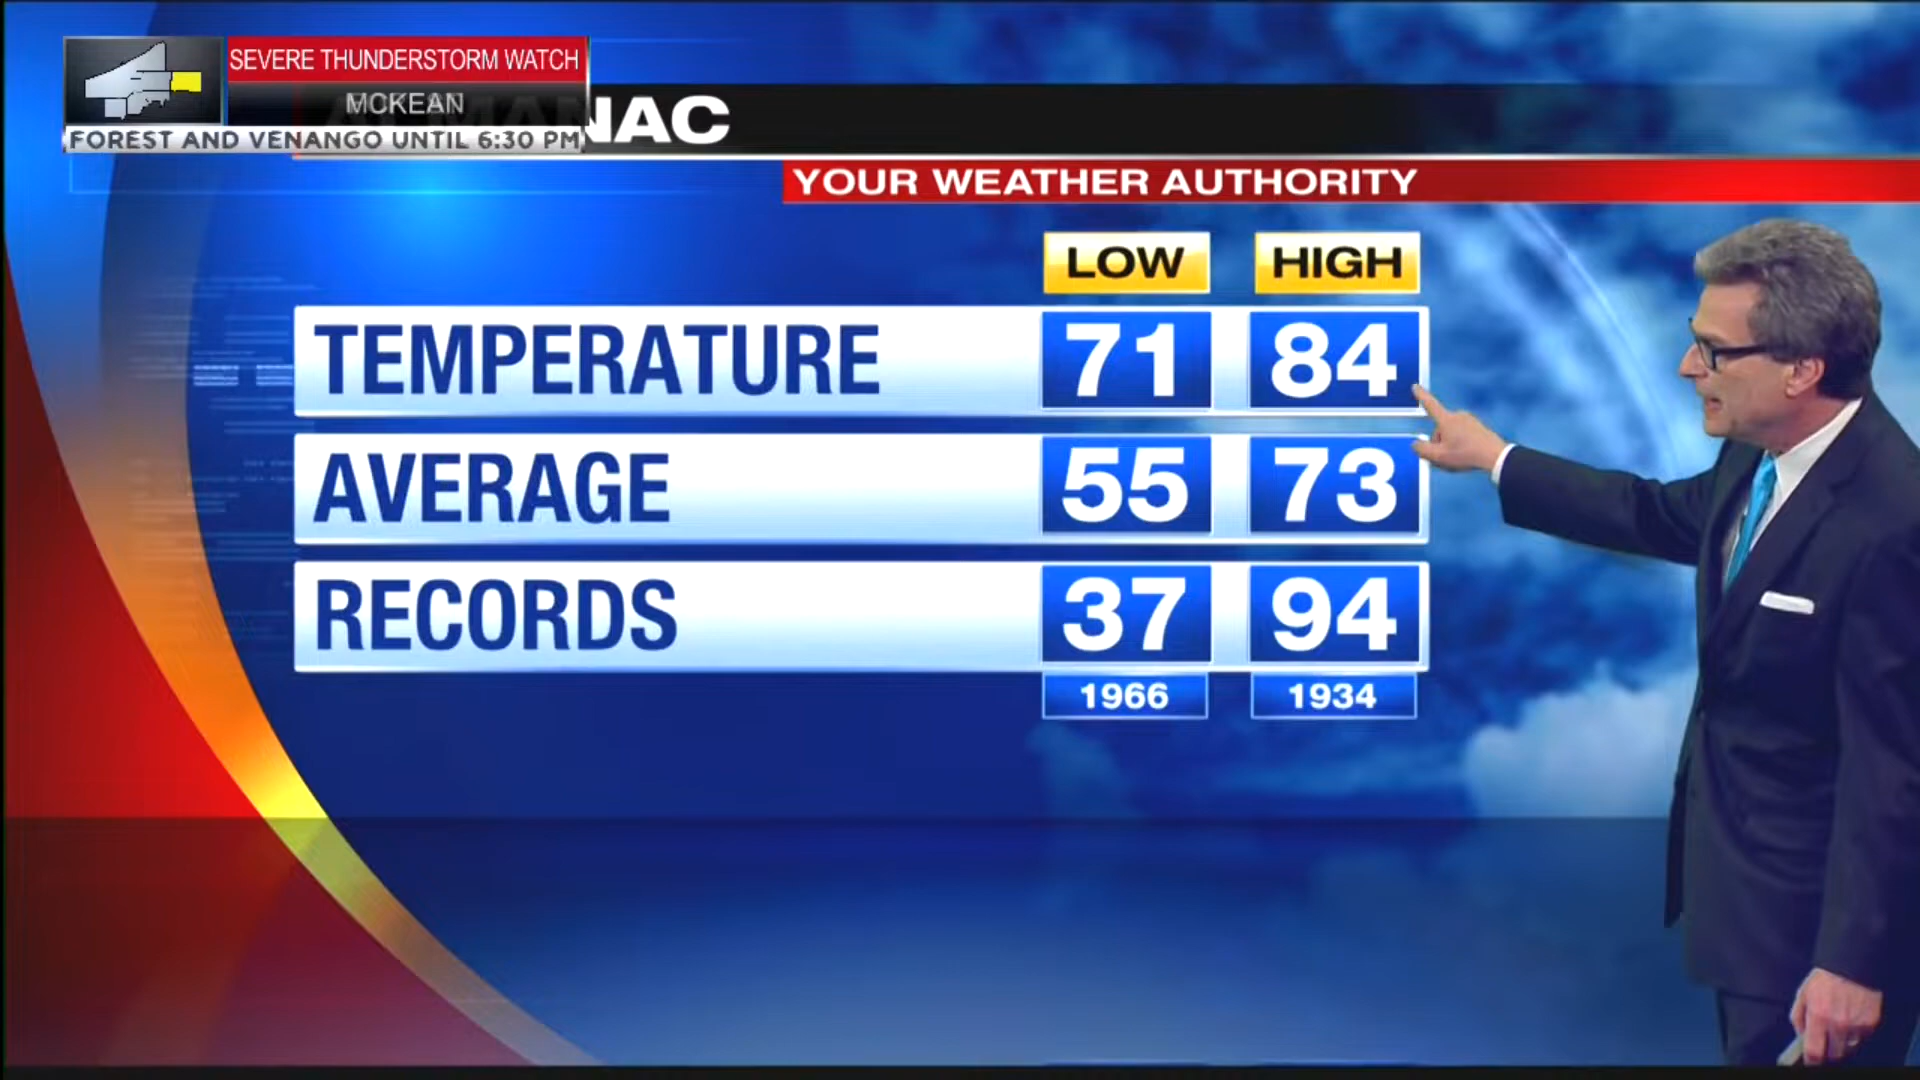 SEVERE THUNDERSTORM WATCH
MCKEAN
FOREST AND VENANGO UNTIL 6:30 PM
NAC
YOUR WEATHER AUTHORITY
LOW HIGH
TEMPERATURE 71 84
AVERAGE 55 73
RECORDS 37 94
1966 1934